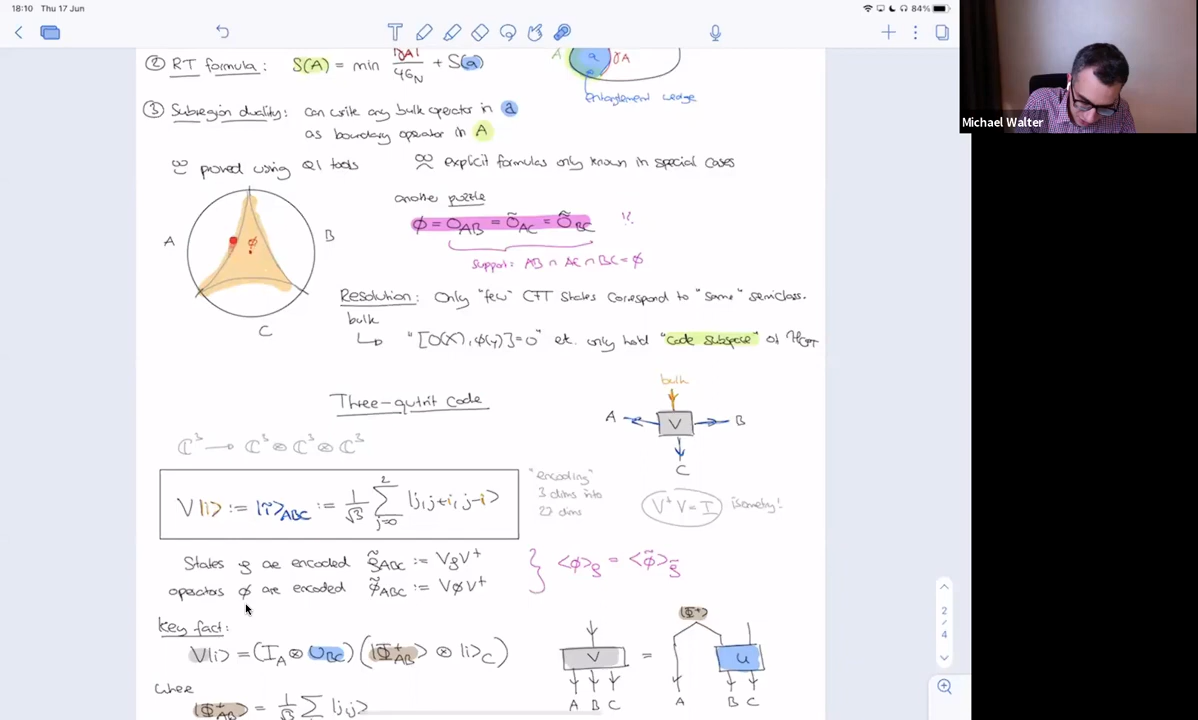 18:10 Thu 17 Jun
84%
② RT formula: S(A) = min |γA| / 4G_N + S(a)
A a γA
entanglement wedge
③ Subregion duality: can write any bulk operator in a
as boundary operator in A
proved using QI tools
explicit formulas only known in special cases
another puzzle
ϕ = O_AB = Õ_AC = Õ_BC !?
support: AB ∩ AC ∩ BC = ∅
A B C ϕ
Resolution: Only "few" CFT states correspond to "same" semiclass.
bulk
↳ "[O(x), ϕ(y)] = 0" etc. only hold "code subspace" of H_CFT
Three-qutrit code
bulk
A V B
C
ℂ³ → ℂ³ ⊗ ℂ³ ⊗ ℂ³
V|i> := |ĩ>_ABC := 1/√3 ∑_{j=0}^{2} |j, j+i, j-i>
"encoding"
3 dims into
27 dims
V†V = I isometry!
States ρ are encoded ρ̃_ABC := VρV†
operators ϕ are encoded ϕ̃_ABC := VϕV†
<ϕ>_ρ = <ϕ̃>_ρ̃
Key fact:
V|i> = (I_A ⊗ U_BC)(|Φ⁺_AB> ⊗ |i>_C)
V = |Φ⁺> U
A B C A B C
where
|Φ⁺_AB> = 1/√3 ∑ |j,j>
Michael Walter
2
/
4